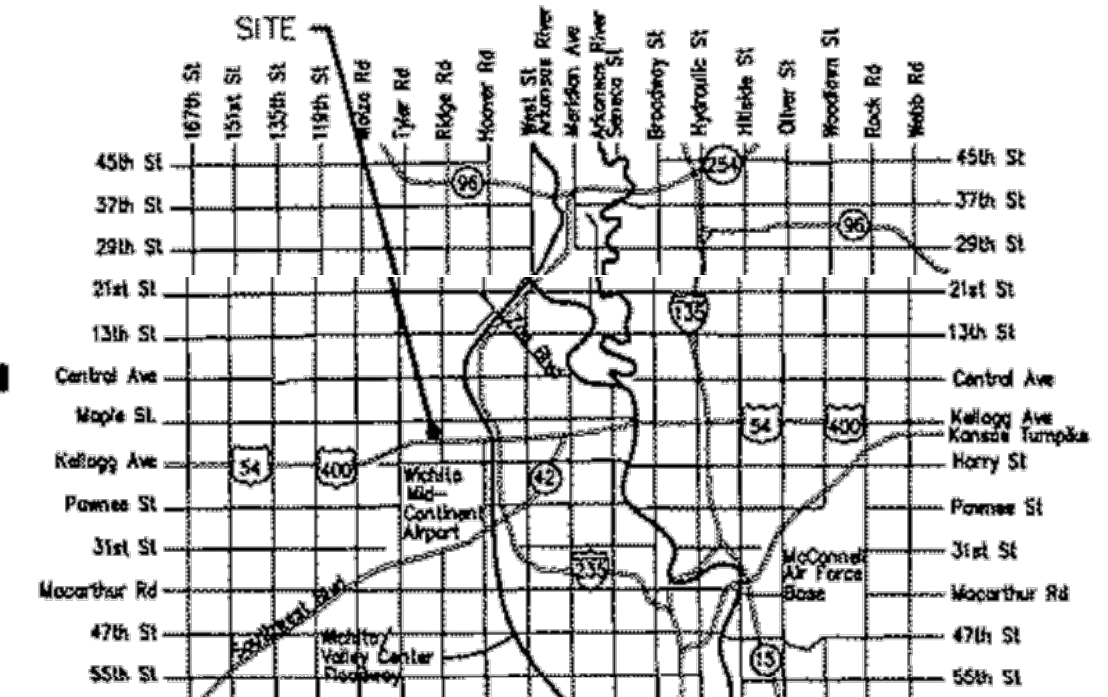 SITE
167th St
151st St
135th St
119th St
Maize Rd
Tyler Rd
Ridge Rd
Hoover Rd
West St
Arkansas River
Meridian Ave
Arkansas River
Seneca St
Broadway St
Hydraulic St
Hillside St
Oliver St
Woodlawn St
Rock Rd
Webb Rd
45th St
254
45th St
96
37th St
37th St
96
29th St
29th St
21st St
21st St
135
13th St
13th St
Central Ave
Central Ave
Maple St.
54
400
Kellogg Ave
Kansas Turnpike
Kellogg Ave
54
400
Harry St
Wichita
Mid-
Continent
Airport
42
Pawnee St
Pawnee St
31st St
31st St
235
McConnell
Air Force
Base
Macarthur Rd
Macarthur Rd
47th St
47th St
Wichita/
Valley Center
Floodway
15
55th St
55th St